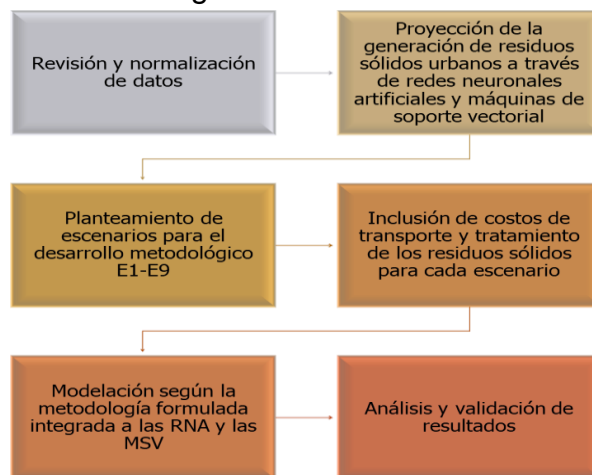 Revisión y normalización
de datos
Proyección de la
generación de residuos
sólidos urbanos a través
de redes neuronales
artificiales y máquinas de
soporte vectorial
Planteamiento de
escenarios para el
desarrollo metodológico
E1-E9
Inclusión de costos de
transporte y tratamiento de
los residuos sólidos
para cada escenario
Modelación según la
metodología formulada
integrada a las RNA y las
MSV
Análisis y validación de
resultados